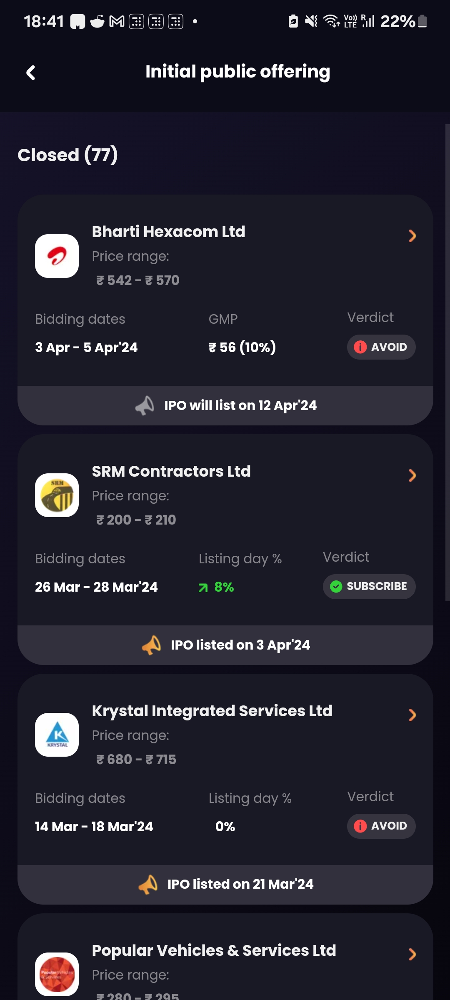 18:41
Vo)) LTE R 22%
Initial public offering
Closed (77)
Bharti Hexacom Ltd
Price range:
₹ 542 - ₹ 570
Bidding dates GMP Verdict
3 Apr - 5 Apr'24 ₹ 56 (10%) AVOID
IPO will list on 12 Apr'24
SRM
SRM Contractors Ltd
Price range:
₹ 200 - ₹ 210
Bidding dates Listing day % Verdict
26 Mar - 28 Mar'24 8% SUBSCRIBE
IPO listed on 3 Apr'24
K
KRYSTAL
Krystal Integrated Services Ltd
Price range:
₹ 680 - ₹ 715
Bidding dates Listing day % Verdict
14 Mar - 18 Mar'24 0% AVOID
IPO listed on 21 Mar'24
Popular Vehicles
& Services
Popular Vehicles & Services Ltd
Price range:
₹ 280 - ₹ 295